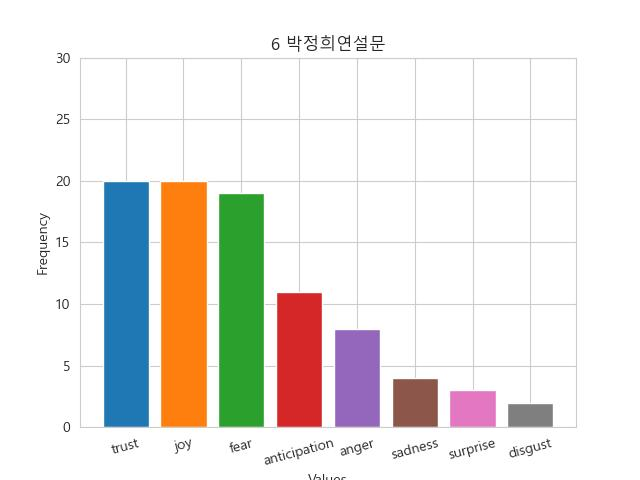 6 박정희연설문
30
25
20
15
10
5
0
Frequency
trust joy fear anticipation anger sadness surprise disgust
Values